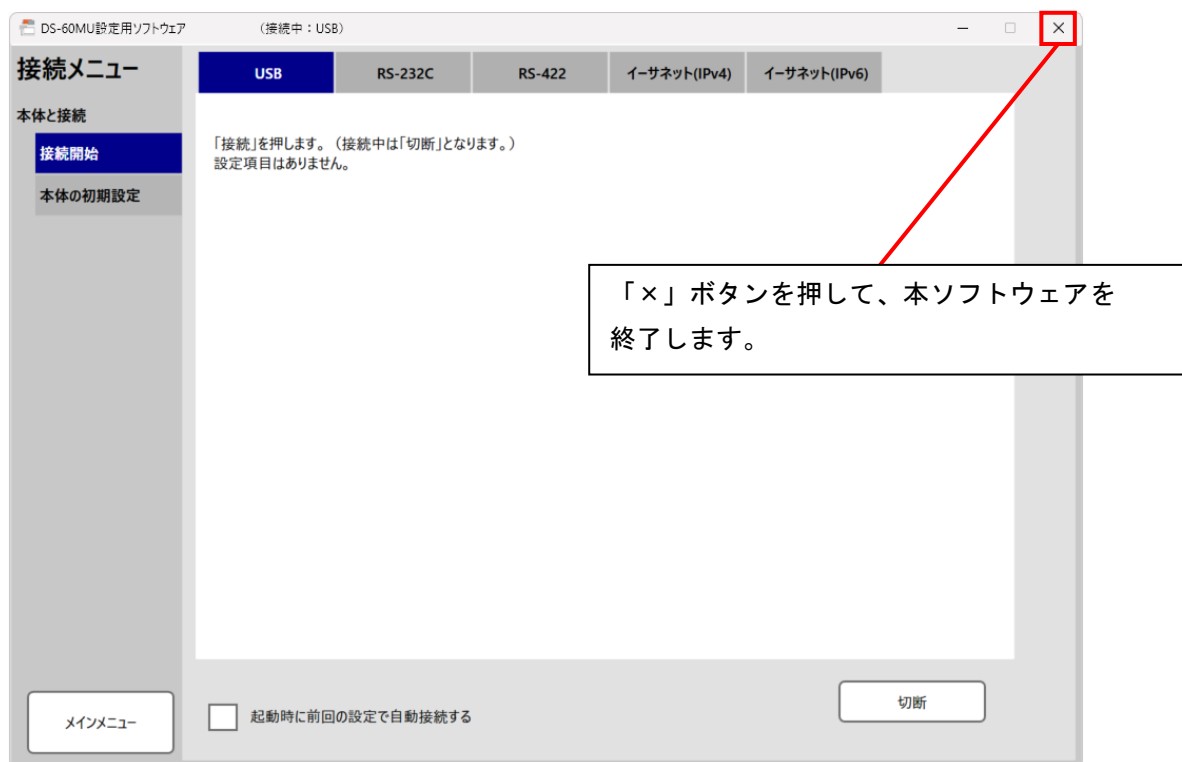 DS-60MU設定用ソフトウェア （接続中：USB）
接続メニュー
USB RS-232C RS-422 イーサネット(IPv4) イーサネット(IPv6)
本体と接続
接続開始
本体の初期設定
「接続」を押します。（接続中は「切断」となります。）
設定項目はありません。
「×」ボタンを押して、本ソフトウェアを
終了します。
メインメニュー
起動時に前回の設定で自動接続する
切断